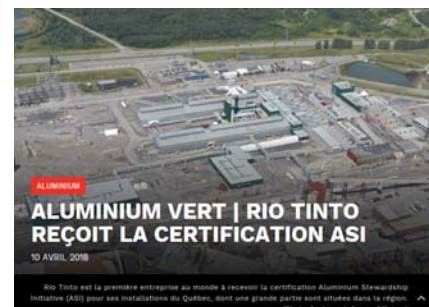 ALUMINIUM
ALUMINIUM VERT | RIO TINTO
REÇOIT LA CERTIFICATION ASI
10 AVRIL 2018
Rio Tinto est la première entreprise au monde à recevoir la certification Aluminium Stewardship
Initiative (ASI) pour ses installations du Québec, dont une grande partie sont situées dans la région.